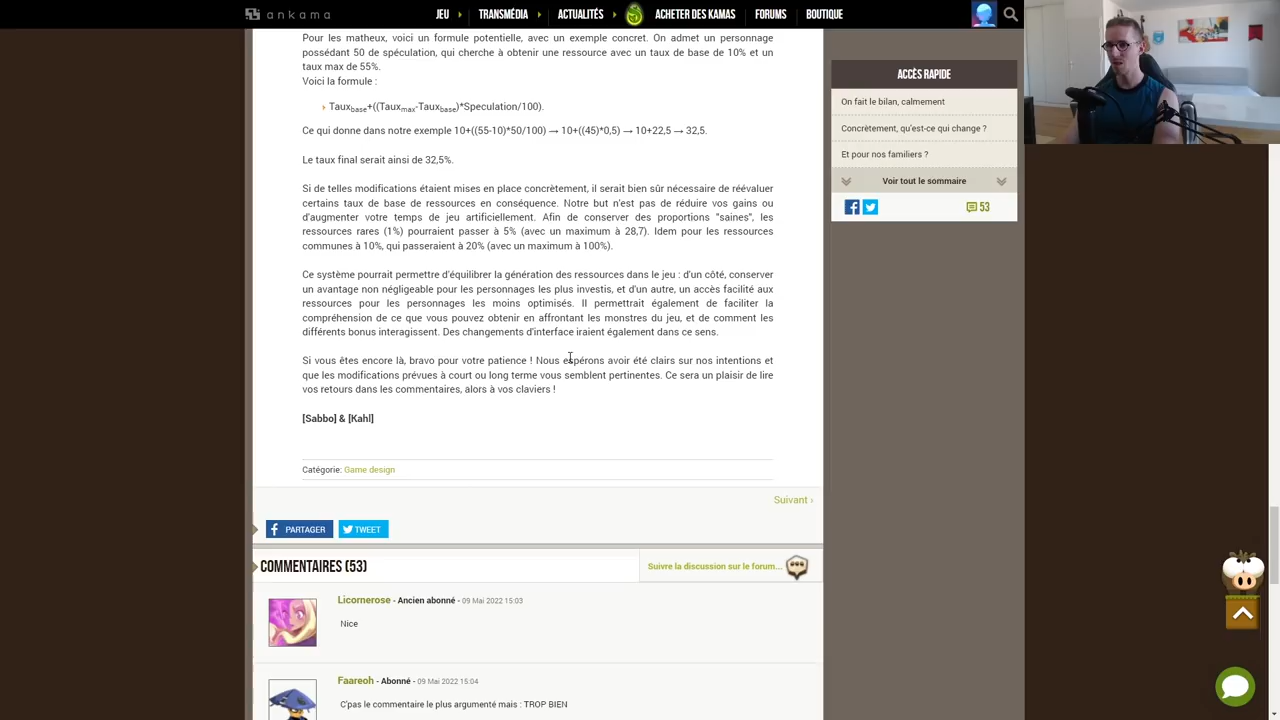 ankama
JEU
TRANSMÉDIA
ACTUALITÉS
ACHETER DES KAMAS
FORUMS
BOUTIQUE
Pour les matheux, voici un formule potentielle, avec un exemple concret. On admet un personnage
possédant 50 de spéculation, qui cherche à obtenir une ressource avec un taux de base de 10% et un
taux max de 55%.
Voici la formule :
Tauxbase+((Tauxmax-Tauxbase)*Speculation/100).
Ce qui donne dans notre exemple 10+((55-10)*50/100) → 10+((45)*0,5) → 10+22,5 → 32,5.
Le taux final serait ainsi de 32,5%.
Si de telles modifications étaient mises en place concrètement, il serait bien sûr nécessaire de réévaluer
certains taux de base de ressources en conséquence. Notre but n'est pas de réduire vos gains ou
d'augmenter votre temps de jeu artificiellement. Afin de conserver des proportions "saines", les
ressources rares (1%) pourraient passer à 5% (avec un maximum à 28,7). Idem pour les ressources
communes à 10%, qui passeraient à 20% (avec un maximum à 100%).
Ce système pourrait permettre d'équilibrer la génération des ressources dans le jeu : d'un côté, conserver
un avantage non négligeable pour les personnages les plus investis, et d'un autre, un accès facilité aux
ressources pour les personnages les moins optimisés. Il permettrait également de faciliter la
compréhension de ce que vous pouvez obtenir en affrontant les monstres du jeu, et de comment les
différents bonus interagissent. Des changements d'interface iraient également dans ce sens.
Si vous êtes encore là, bravo pour votre patience ! Nous espérons avoir été clairs sur nos intentions et
que les modifications prévues à court ou long terme vous semblent pertinentes. Ce sera un plaisir de lire
vos retours dans les commentaires, alors à vos claviers !
[Sabbo] & [Kahl]
Catégorie: Game design
Suivant ›
PARTAGER
TWEET
COMMENTAIRES (53)
Suivre la discussion sur le forum...
Licornerose - Ancien abonné - 09 Mai 2022 15:03
Nice
Faareoh - Abonné - 09 Mai 2022 15:04
C'pas le commentaire le plus argumenté mais : TROP BIEN
ACCÈS RAPIDE
On fait le bilan, calmement
Concrètement, qu'est-ce qui change ?
Et pour nos familiers ?
Voir tout le sommaire
53